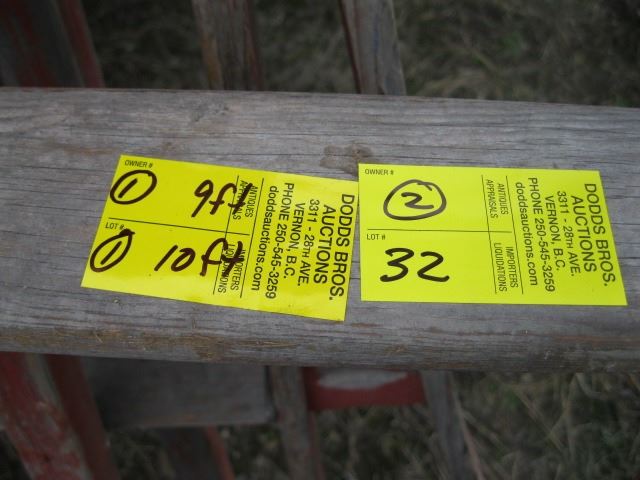 OWNER #
① 9ft
LOT #
① 10ft
ANTIQUES
APPRAISALS
IMPORTERS
LIQUIDATIONS
DODDS BROS.
AUCTIONS
3311 - 28TH AVE.
VERNON, B.C.
PHONE 250-545-3259
doddsauctions.com
OWNER #
②
LOT #
32
ANTIQUES
APPRAISALS
IMPORTERS
LIQUIDATIONS
DODDS BROS.
AUCTIONS
3311 - 28TH AVE.
VERNON, B.C.
PHONE 250-545-3259
doddsauctions.com